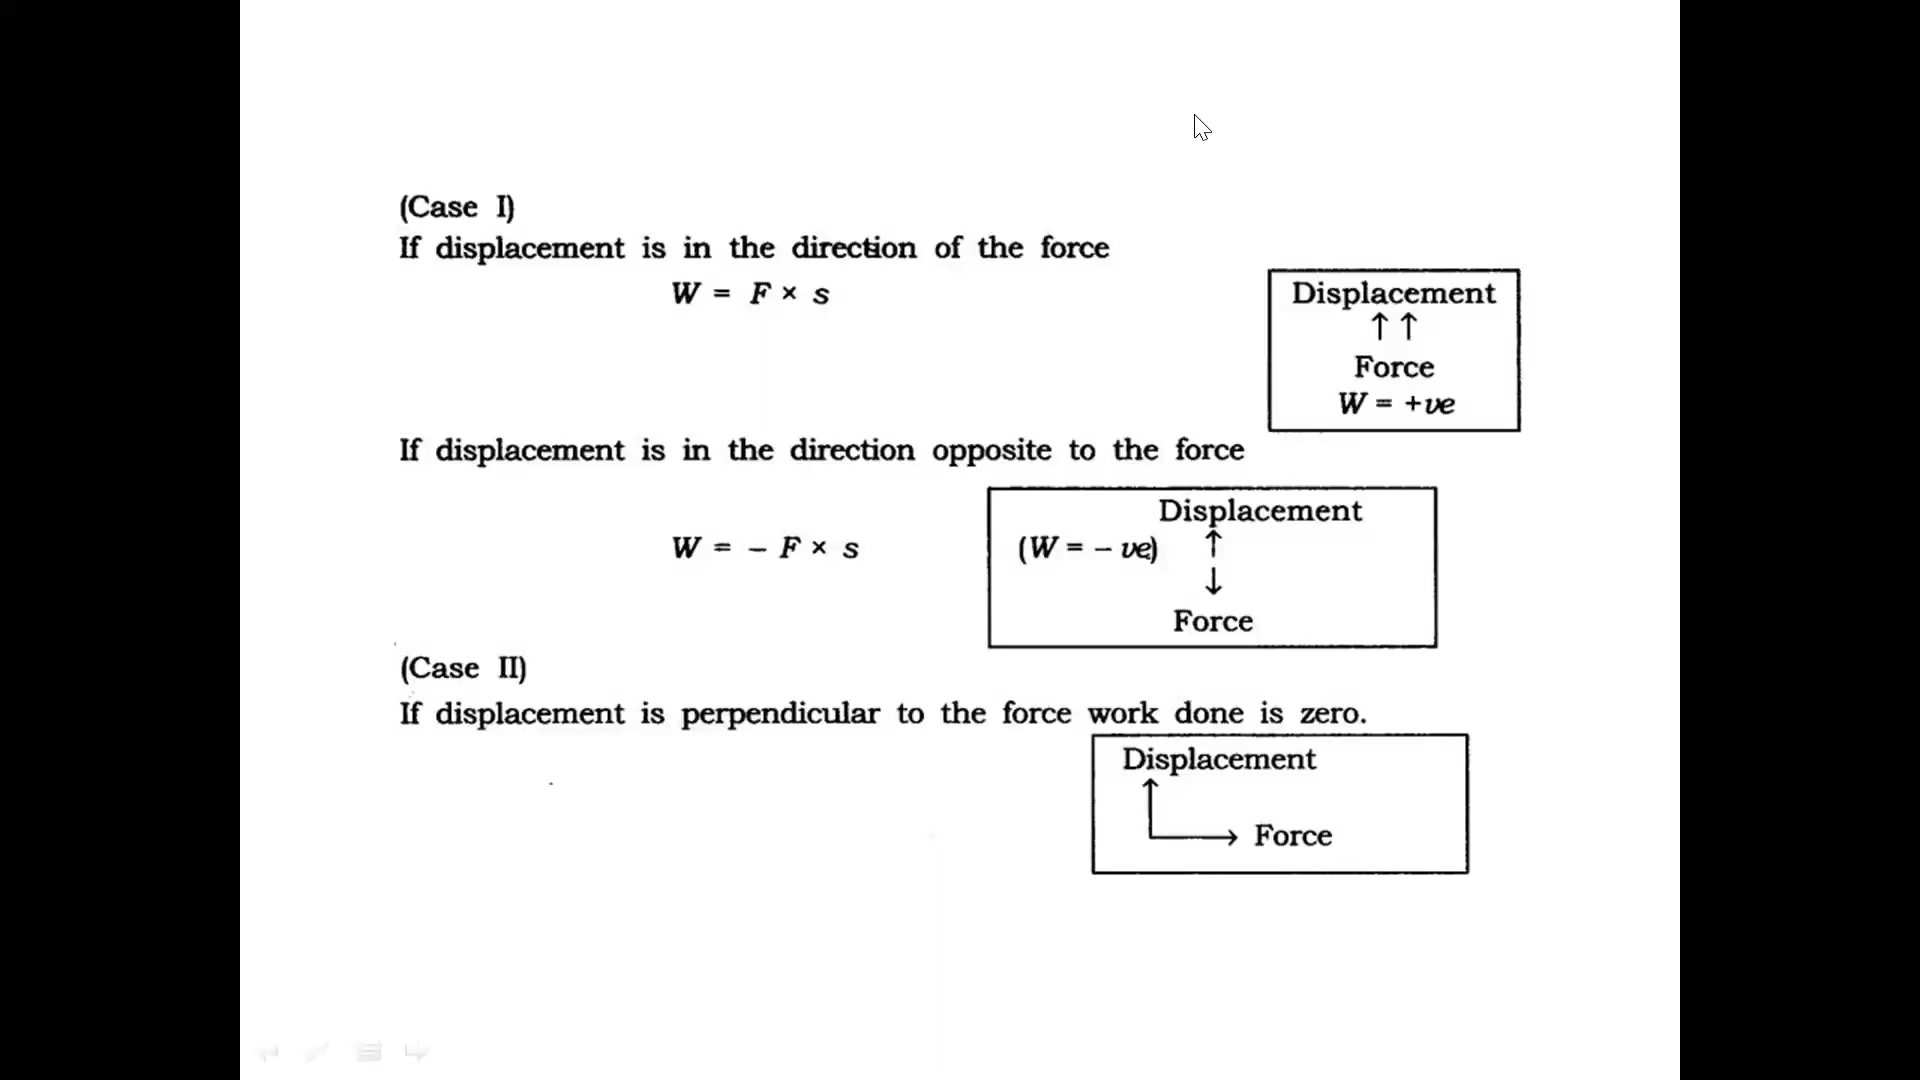 (Case I)
If displacement is in the direction of the force
W = F × s
Displacement
↑ ↑
Force
W = +ve
If displacement is in the direction opposite to the force
W = – F × s
Displacement
(W = – ve) ↑
↓
Force
(Case II)
If displacement is perpendicular to the force work done is zero.
Displacement
Force